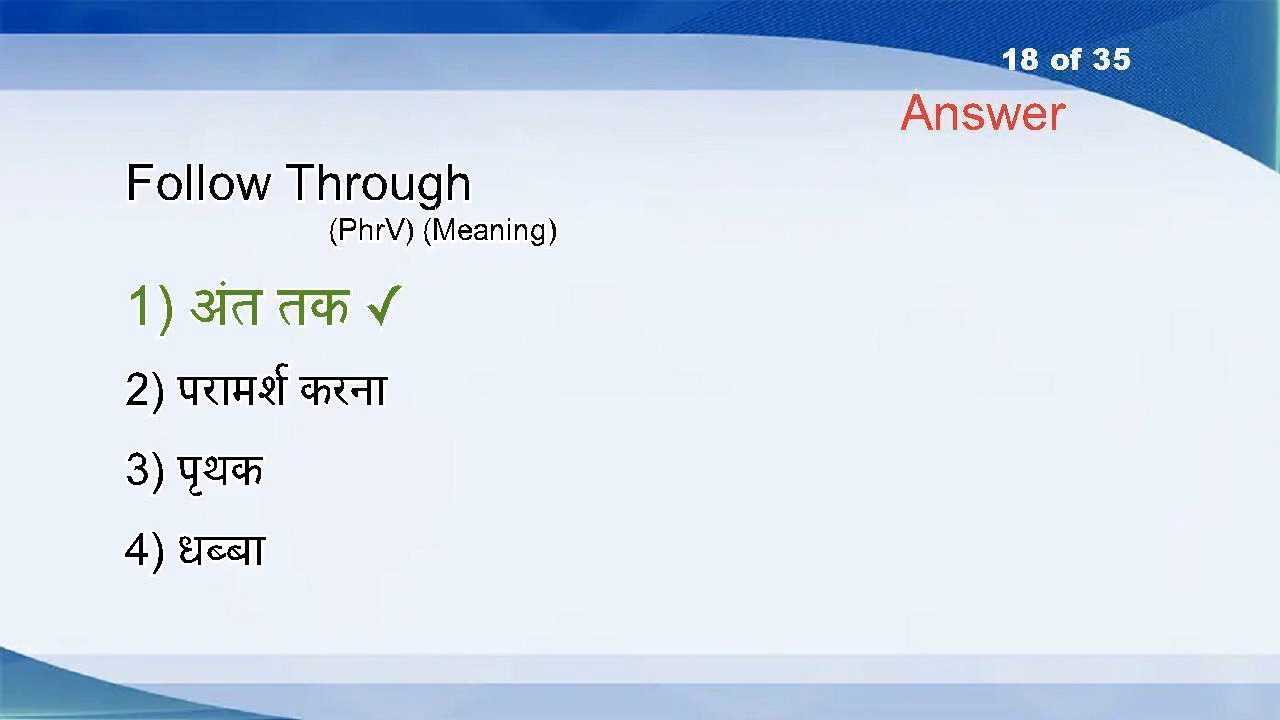 18 of 35
Answer
Follow Through
(PhrV) (Meaning)
1) अंत तक ✓
2) परामर्श करना
3) पृथक
4) धब्बा